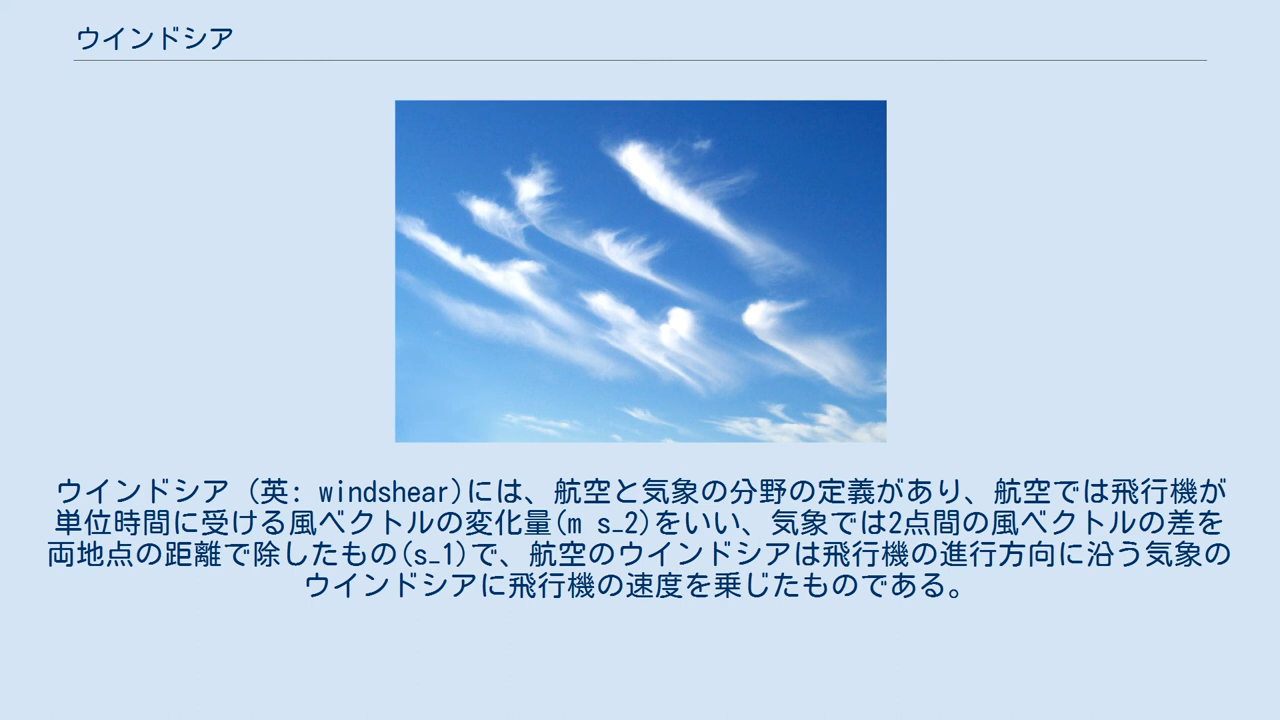 ウインドシア
ウインドシア (英: windshear)には、航空と気象の分野の定義があり、航空では飛行機が
単位時間に受ける風ベクトルの変化量(m s_2)をいい、気象では2点間の風ベクトルの差を
両地点の距離で除したもの(s_1)で、航空のウインドシアは飛行機の進行方向に沿う気象の
ウインドシアに飛行機の速度を乗じたものである。